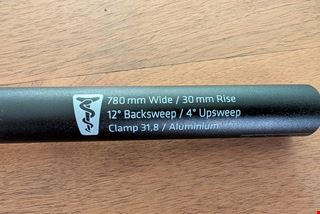 780 mm Wide / 30 mm Rise
12° Backsweep / 4° Upsweep
Clamp 31.8 / Aluminium